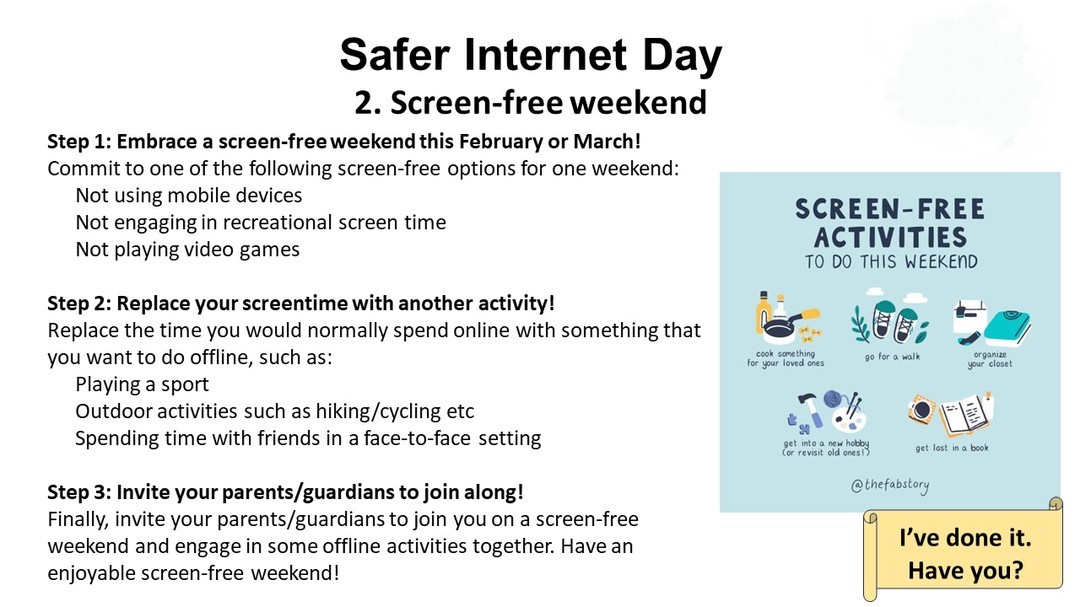 Safer Internet Day
2. Screen-free weekend
Step 1: Embrace a screen-free weekend this February or March!
Commit to one of the following screen-free options for one weekend:
Not using mobile devices
Not engaging in recreational screen time
Not playing video games
Step 2: Replace your screentime with another activity!
Replace the time you would normally spend online with something that
you want to do offline, such as:
Playing a sport
Outdoor activities such as hiking/cycling etc
Spending time with friends in a face-to-face setting
Step 3: Invite your parents/guardians to join along!
Finally, invite your parents/guardians to join you on a screen-free
weekend and engage in some offline activities together. Have an
enjoyable screen-free weekend!
SCREEN-FREE
ACTIVITIES
TO DO THIS WEEKEND
cook something
for your loved ones
go for a walk
organize
your closet
get into a new hobby
(or revisit old ones!)
get lost in a book
@thefabstory
I've done it.
Have you?